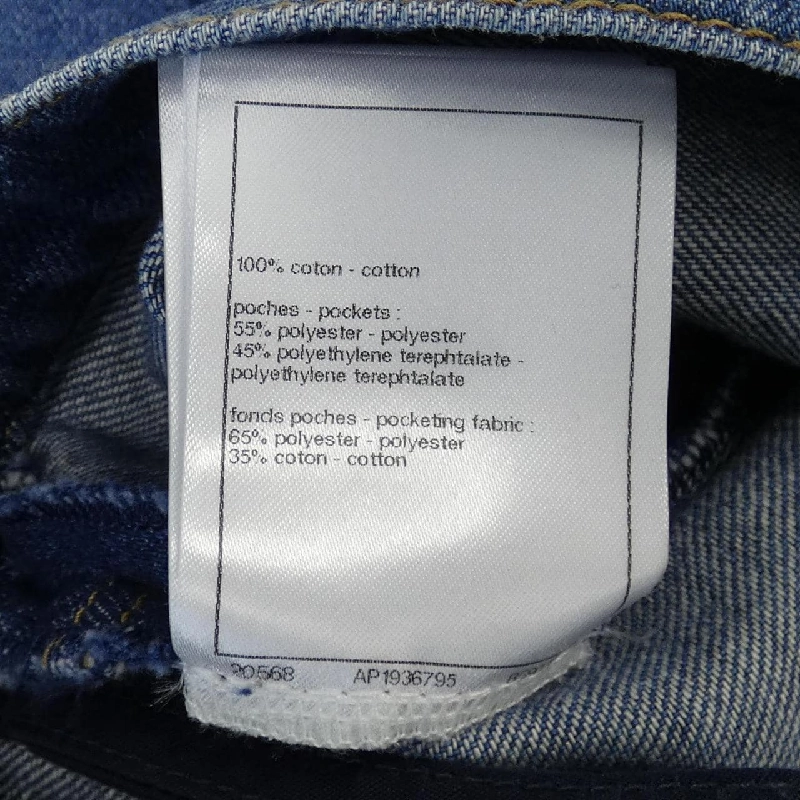 100% coton - cotton
poches - pockets :
55% polyester - polyester
45% polyethylene terephtalate -
polyethylene terephtalate
fonds poches - pocketing fabric :
65% polyester - polyester
35% coton - cotton
AP1936795